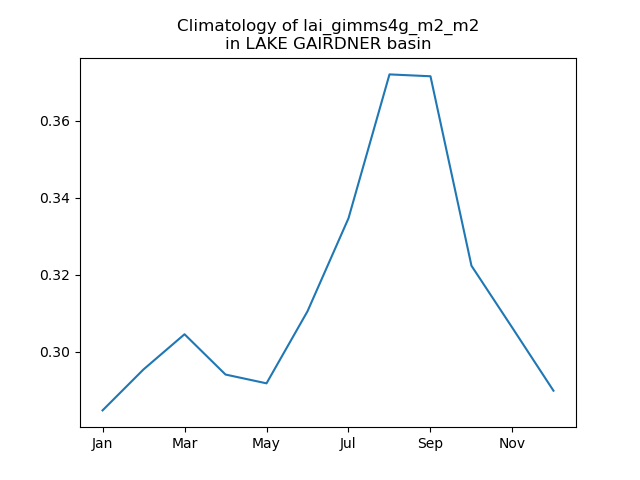 Climatology of lai_gimms4g_m2_m2
in LAKE GAIRDNER basin
0.36
0.34
0.32
0.30
Jan Mar May Jul Sep Nov